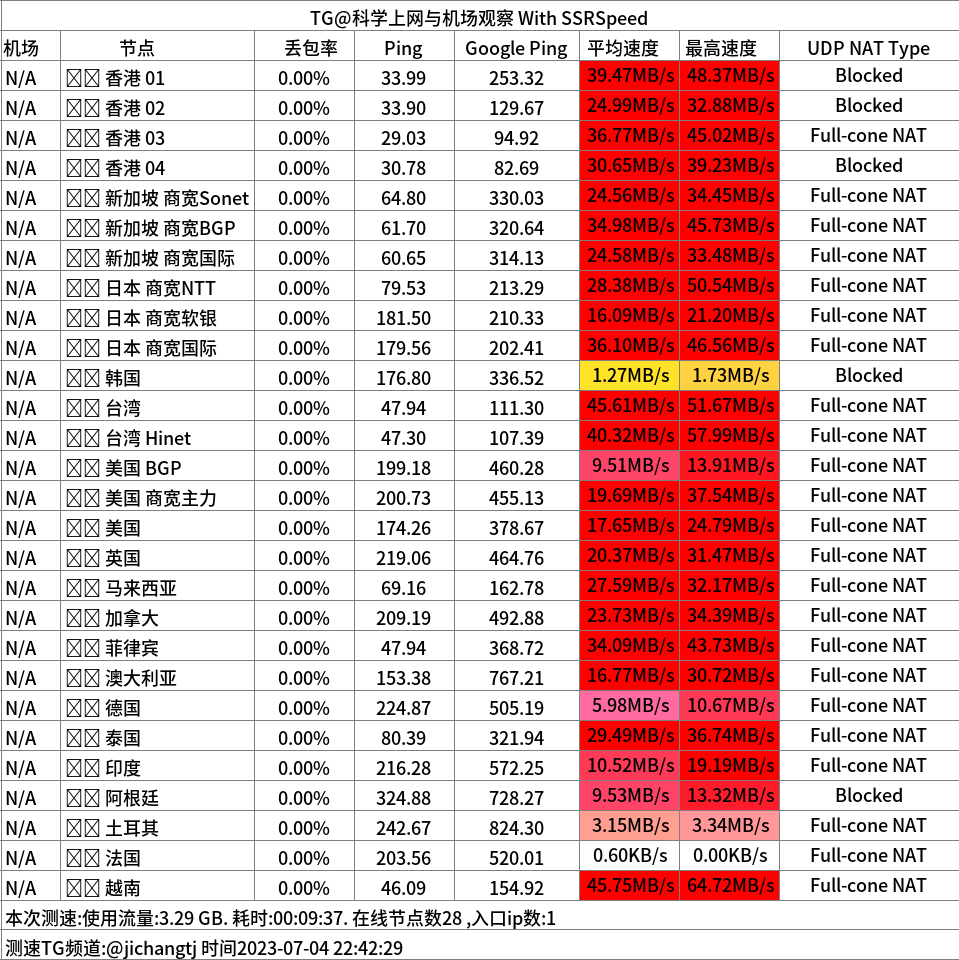 TG@科学上网与机场观察 With SSRSpeed
机场 节点 丢包率 Ping Google Ping 平均速度 最高速度 UDP NAT Type
N/A 香港 01 0.00% 33.99 253.32 39.47MB/s 48.37MB/s Blocked
N/A 香港 02 0.00% 33.90 129.67 24.99MB/s 32.88MB/s Blocked
N/A 香港 03 0.00% 29.03 94.92 36.77MB/s 45.02MB/s Full-cone NAT
N/A 香港 04 0.00% 30.78 82.69 30.65MB/s 39.23MB/s Blocked
N/A 新加坡 商宽Sonet 0.00% 64.80 330.03 24.56MB/s 34.45MB/s Full-cone NAT
N/A 新加坡 商宽BGP 0.00% 61.70 320.64 34.98MB/s 45.73MB/s Full-cone NAT
N/A 新加坡 商宽国际 0.00% 60.65 314.13 24.58MB/s 33.48MB/s Full-cone NAT
N/A 日本 商宽NTT 0.00% 79.53 213.29 28.38MB/s 50.54MB/s Full-cone NAT
N/A 日本 商宽软银 0.00% 181.50 210.33 16.09MB/s 21.20MB/s Full-cone NAT
N/A 日本 商宽国际 0.00% 179.56 202.41 36.10MB/s 46.56MB/s Full-cone NAT
N/A 韩国 0.00% 176.80 336.52 1.27MB/s 1.73MB/s Blocked
N/A 台湾 0.00% 47.94 111.30 45.61MB/s 51.67MB/s Full-cone NAT
N/A 台湾 Hinet 0.00% 47.30 107.39 40.32MB/s 57.99MB/s Full-cone NAT
N/A 美国 BGP 0.00% 199.18 460.28 9.51MB/s 13.91MB/s Full-cone NAT
N/A 美国 商宽主力 0.00% 200.73 455.13 19.69MB/s 37.54MB/s Full-cone NAT
N/A 美国 0.00% 174.26 378.67 17.65MB/s 24.79MB/s Full-cone NAT
N/A 英国 0.00% 219.06 464.76 20.37MB/s 31.47MB/s Full-cone NAT
N/A 马来西亚 0.00% 69.16 162.78 27.59MB/s 32.17MB/s Full-cone NAT
N/A 加拿大 0.00% 209.19 492.88 23.73MB/s 34.39MB/s Full-cone NAT
N/A 菲律宾 0.00% 47.94 368.72 34.09MB/s 43.73MB/s Full-cone NAT
N/A 澳大利亚 0.00% 153.38 767.21 16.77MB/s 30.72MB/s Full-cone NAT
N/A 德国 0.00% 224.87 505.19 5.98MB/s 10.67MB/s Full-cone NAT
N/A 泰国 0.00% 80.39 321.94 29.49MB/s 36.74MB/s Full-cone NAT
N/A 印度 0.00% 216.28 572.25 10.52MB/s 19.19MB/s Full-cone NAT
N/A 阿根廷 0.00% 324.88 728.27 9.53MB/s 13.32MB/s Blocked
N/A 土耳其 0.00% 242.67 824.30 3.15MB/s 3.34MB/s Full-cone NAT
N/A 法国 0.00% 203.56 520.01 0.60KB/s 0.00KB/s Full-cone NAT
N/A 越南 0.00% 46.09 154.92 45.75MB/s 64.72MB/s Full-cone NAT
本次测速:使用流量:3.29 GB. 耗时:00:09:37. 在线节点数28 ,入口ip数:1
测速TG频道:@jichangtj 时间2023-07-04 22:42:29